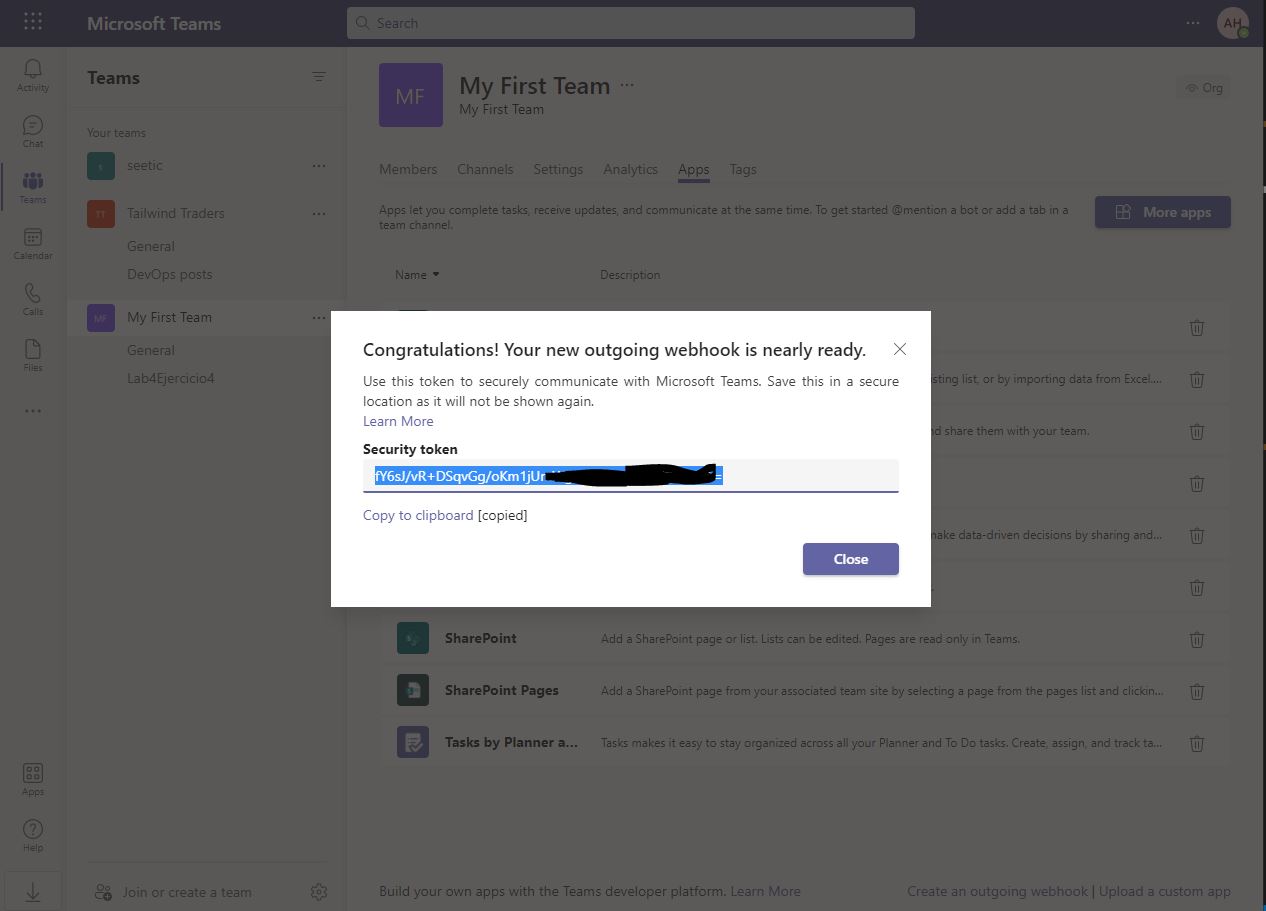 Microsoft Teams
Search
AH
Activity
Chat
Teams
Calendar
Calls
Files
Apps
Help
Teams
Your teams
s
seetic
TT
Tailwind Traders
General
DevOps posts
MF
My First Team
General
Lab4Ejercicio4
Join or create a team
MF
My First Team
My First Team
Org
Members Channels Settings Analytics Apps Tags
Apps let you complete tasks, receive updates, and communicate at the same time. To get started @mention a bot or add a tab in a
team channel.
More apps
Name Description
Congratulations! Your new outgoing webhook is nearly ready.
Use this token to securely communicate with Microsoft Teams. Save this in a secure
location as it will not be shown again.
Learn More
Security token
fY6sJ/vR+DSqvGg/oKm1jU =
Copy to clipboard [copied]
Close
isting list, or by importing data from Excel....
nd share them with your team.
make data-driven decisions by sharing and...
SharePoint Add a SharePoint page or list. Lists can be edited. Pages are read only in Teams.
SharePoint Pages Add a SharePoint page from your associated team site by selecting a page from the pages list and clickin...
Tasks by Planner a... Tasks makes it easy to stay organized across all your Planner and To Do tasks. Create, assign, and track ta...
Build your own apps with the Teams developer platform. Learn More
Create an outgoing webhook | Upload a custom app